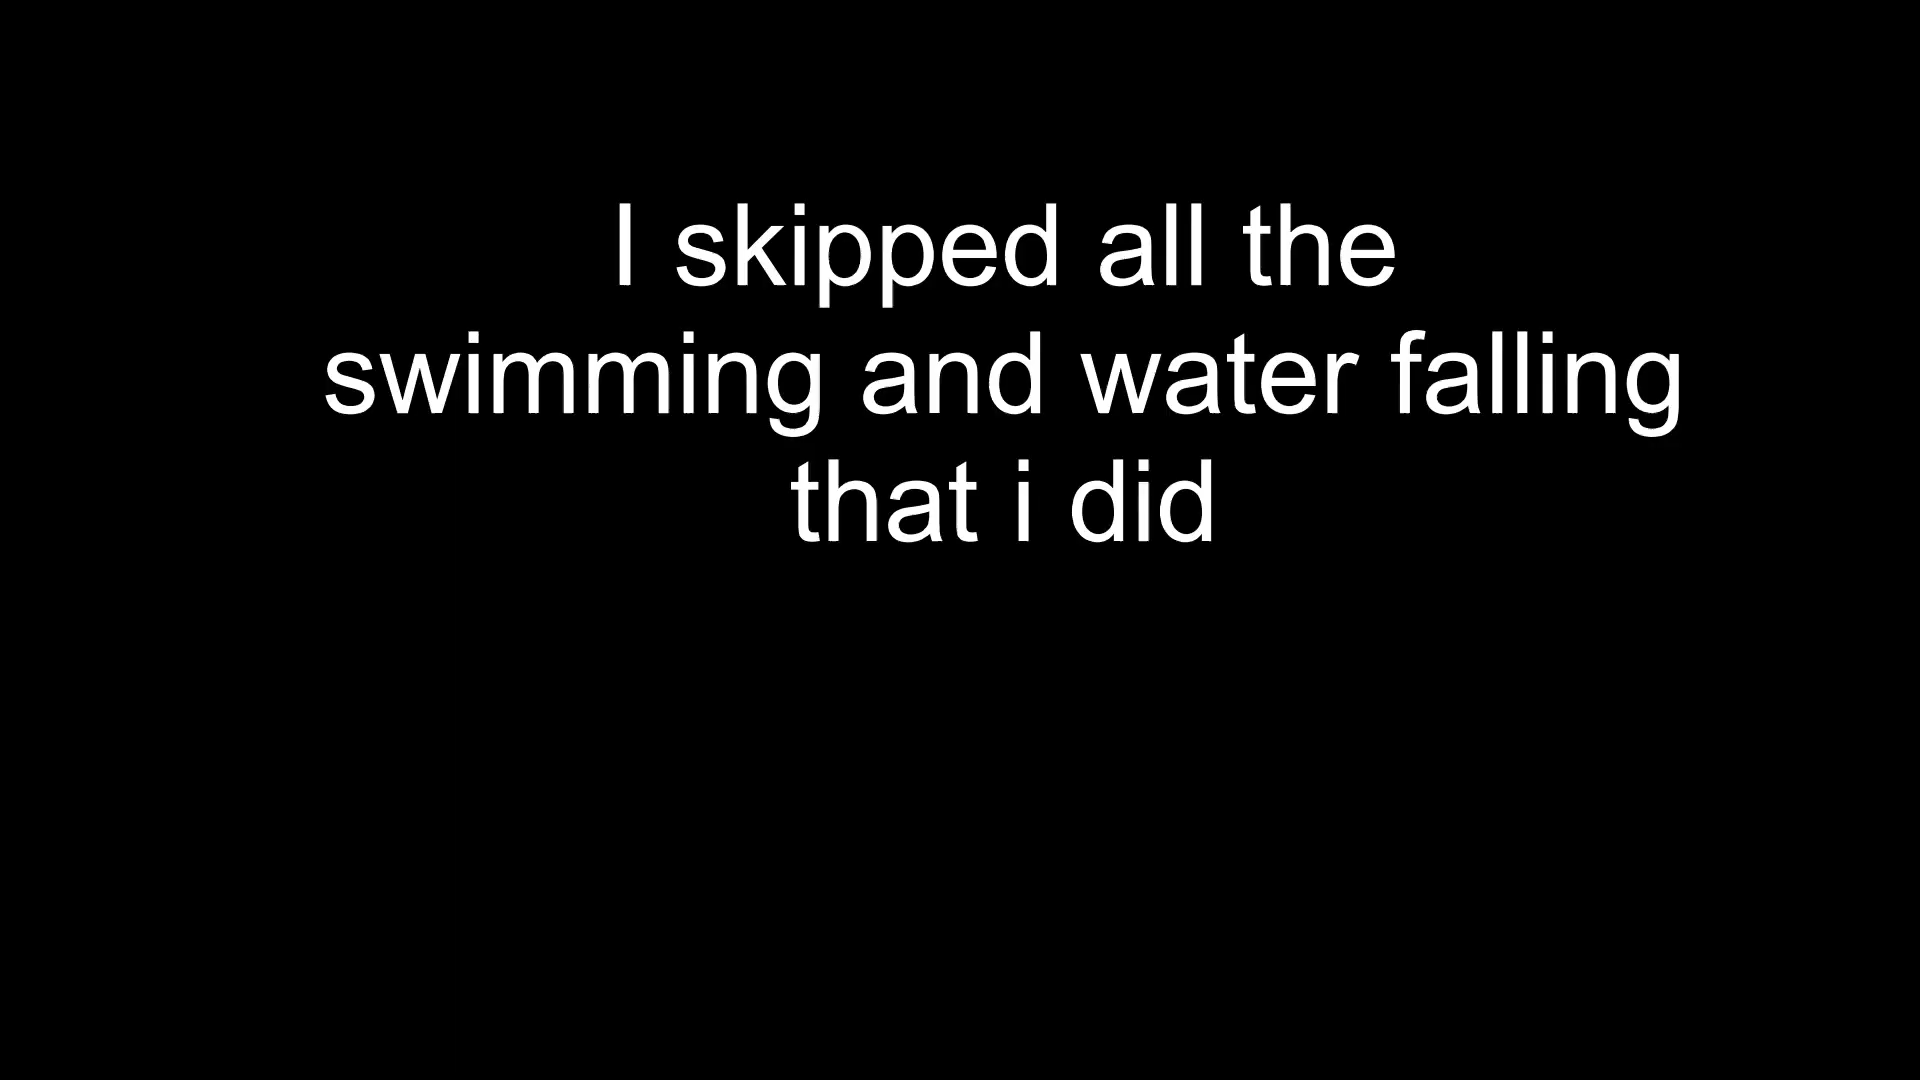 I skipped all the
swimming and water falling
that i did